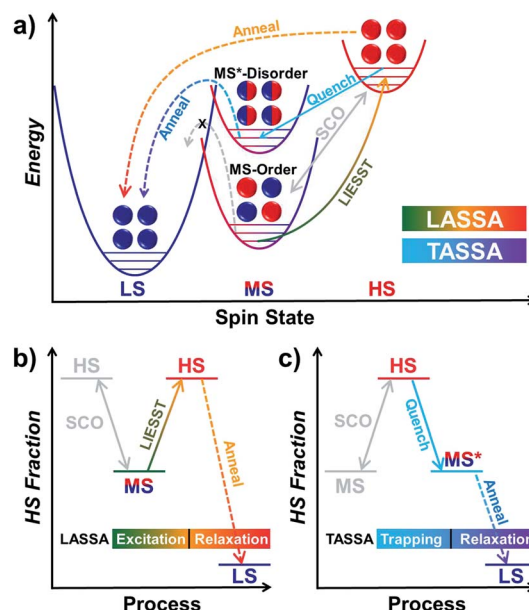 a)
Anneal
MS*-Disorder
Anneal
Quench
X
SCO
MS-Order
LIESST
Energy
LASSA
TASSA
LS
MS
HS
Spin State
b)
HS
HS
SCO
LIESST
Anneal
MS
LASSA Excitation Relaxation
LS
HS Fraction
Process
c)
HS
SCO
Quench
MS
MS*
Anneal
TASSA Trapping Relaxation
LS
HS Fraction
Process